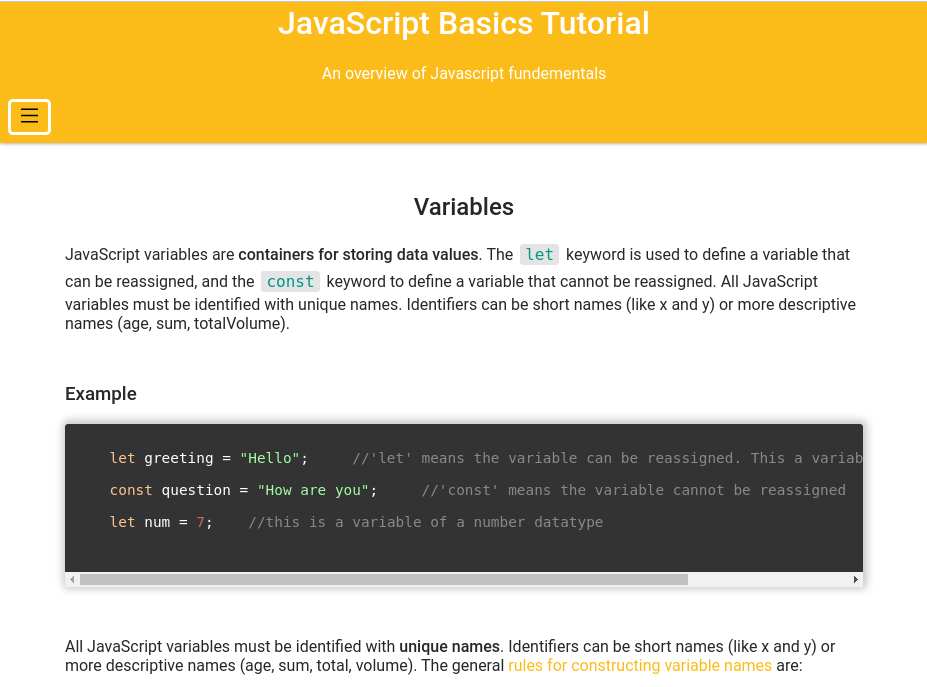 JavaScript Basics Tutorial
An overview of Javascript fundementals
Variables
JavaScript variables are containers for storing data values. The let keyword is used to define a variable that
can be reassigned, and the const keyword to define a variable that cannot be reassigned. All JavaScript
variables must be identified with unique names. Identifiers can be short names (like x and y) or more descriptive
names (age, sum, totalVolume).
Example
let greeting = "Hello";     //'let' means the variable can be reassigned. This a variab
const question = "How are you";     //'const' means the variable cannot be reassigned
let num = 7;    //this is a variable of a number datatype
All JavaScript variables must be identified with unique names. Identifiers can be short names (like x and y) or
more descriptive names (age, sum, total, volume). The general rules for constructing variable names are: